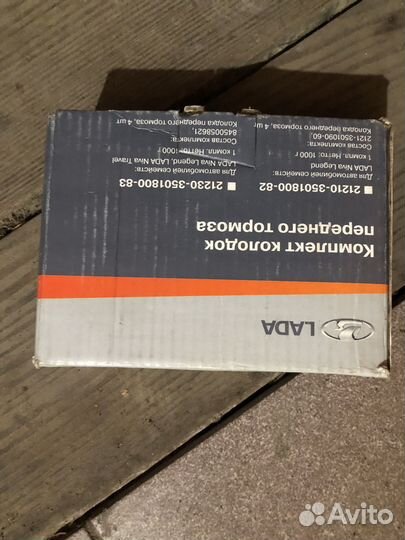 LADA
Комплект колодок
переднего тормоза
21210-3501800-82
Для автомобилей семейств:
LADA Niva Legend
1 компл. Нетто: 1000 г
Состав комплекта:
2121-3501090-60,
Колодка переднего тормоза, 4 шт
21230-3501800-83
Для автомобилей семейств:
LADA Niva Legend, LADA Niva Travel
1 компл. Нетто: 1000 г
Состав комплекта:
8450058621,
Колодка переднего тормоза, 4 шт
Avito